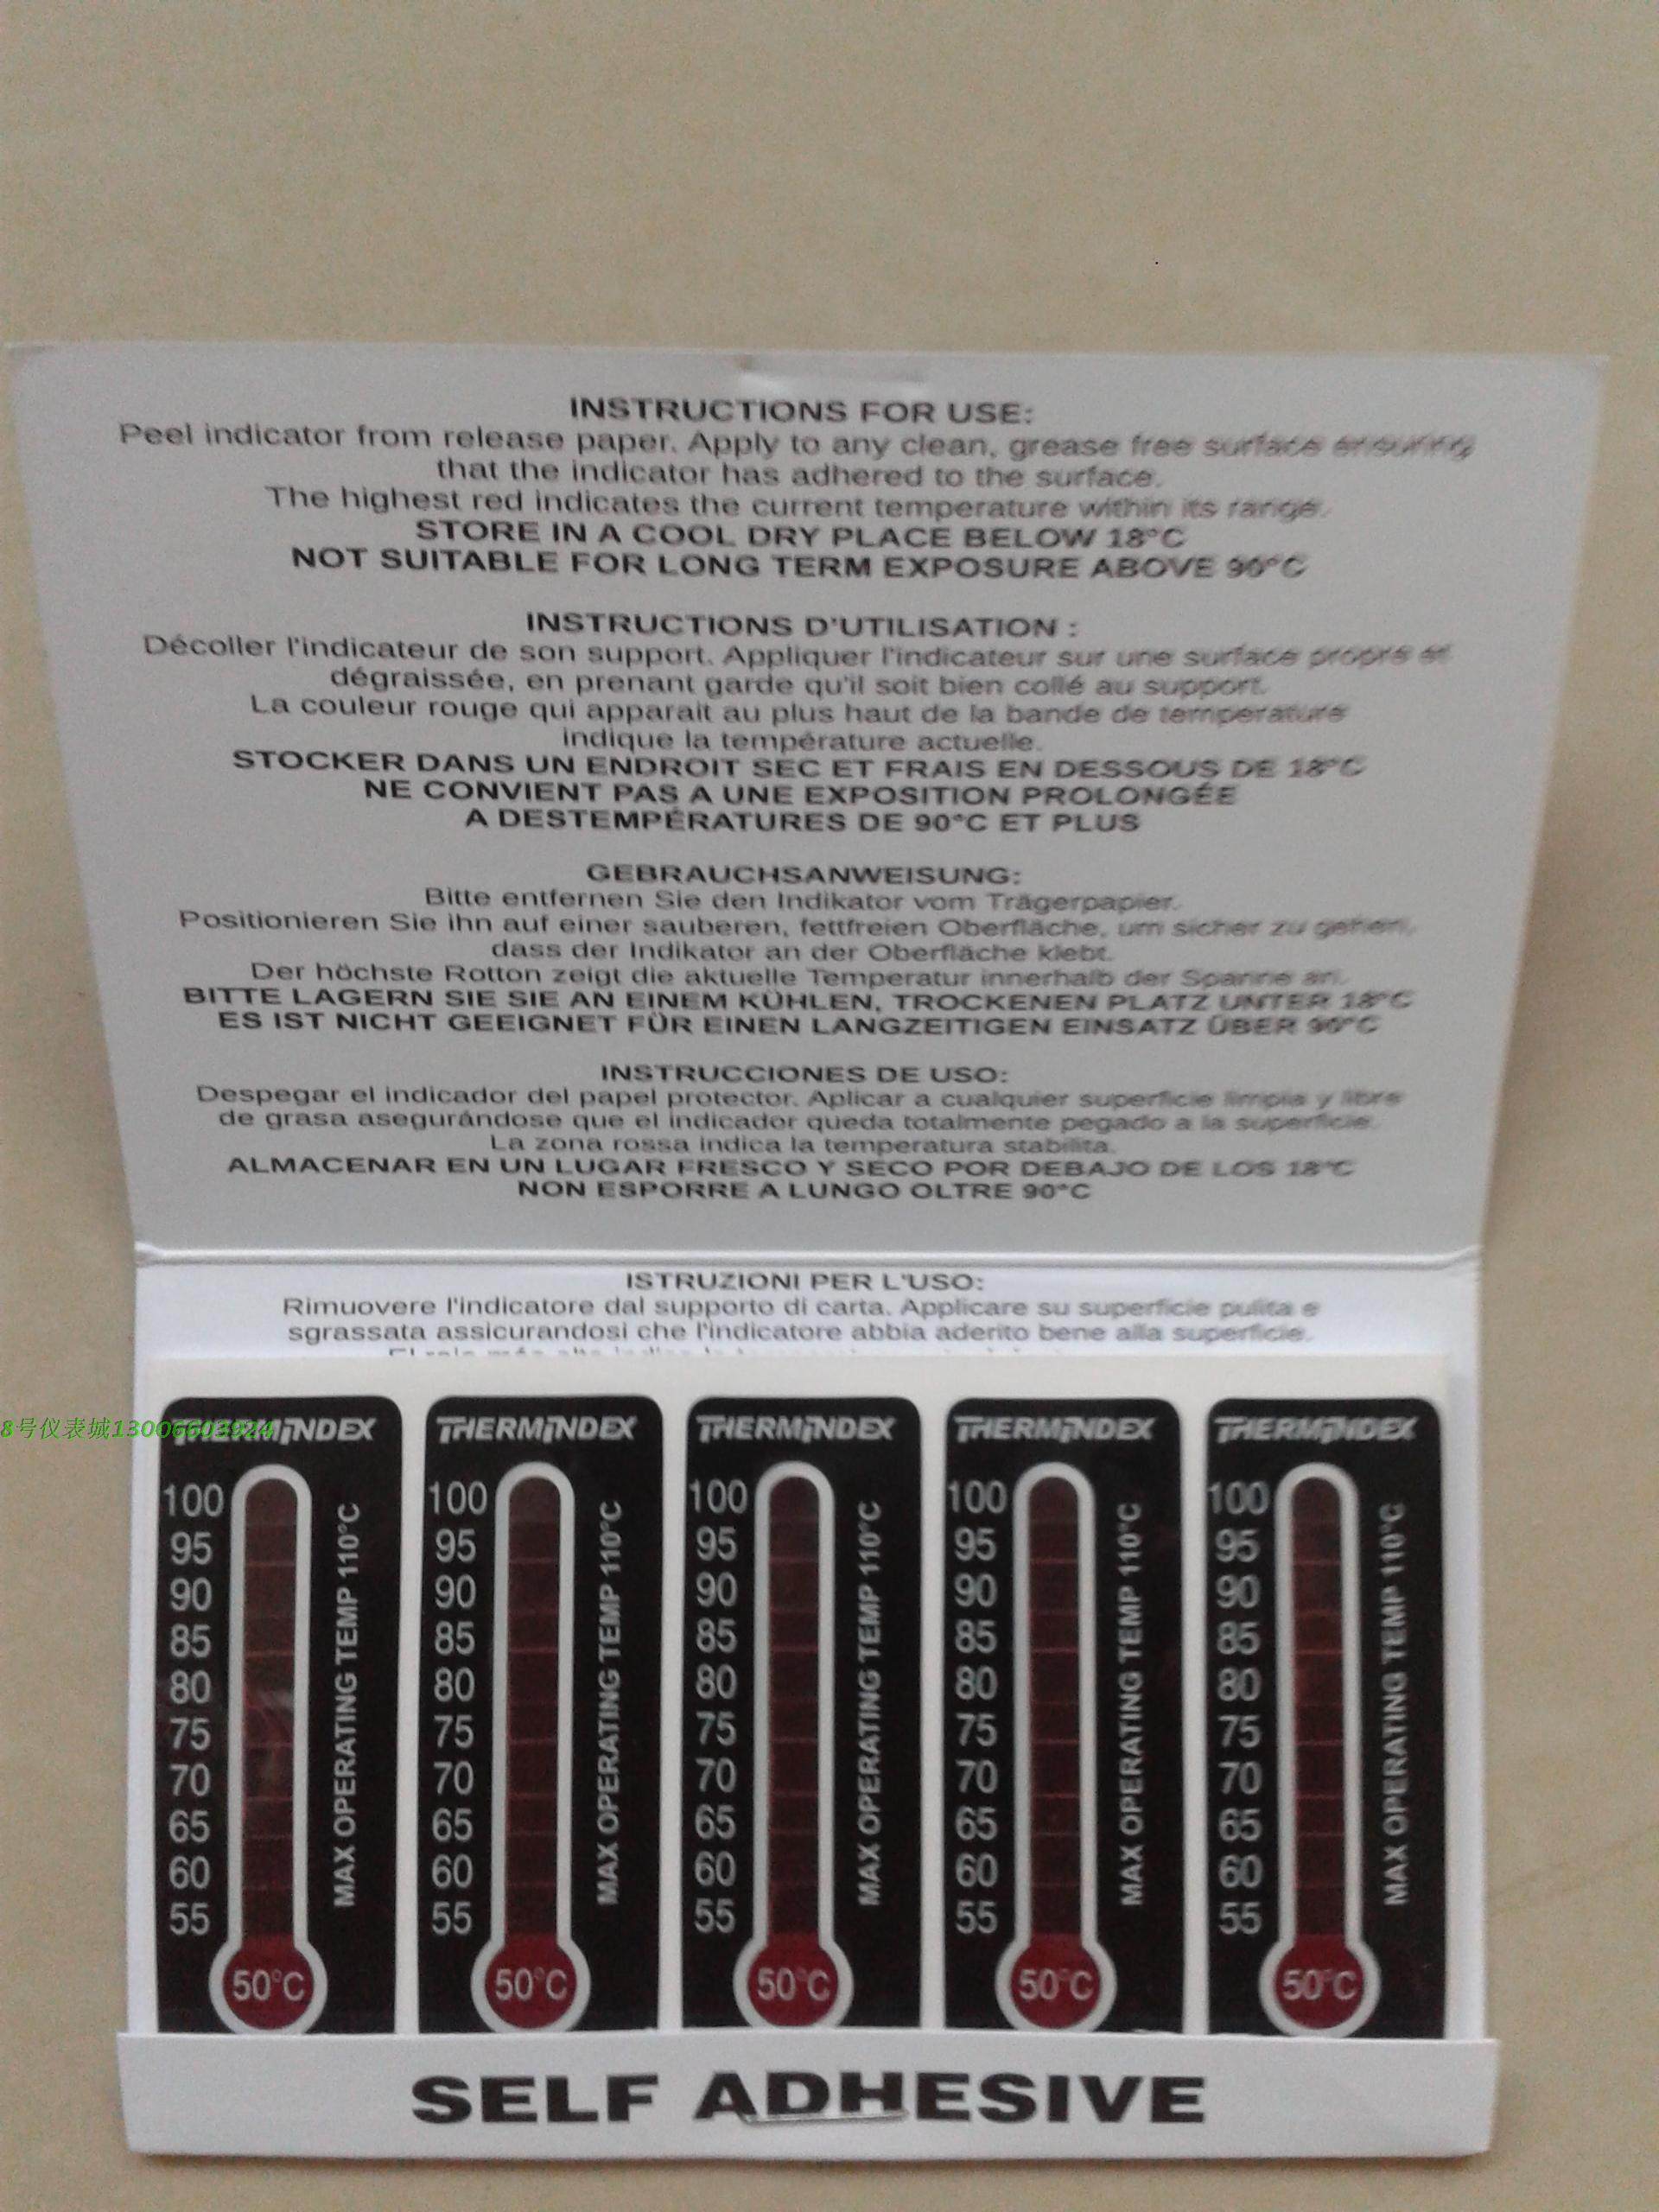 INSTRUCTIONS FOR USE:
Peel indicator from release paper. Apply to any clean, grease free surface ensuring
that the indicator has adhered to the surface.
The highest red indicates the current temperature within its range.
STORE IN A COOL DRY PLACE BELOW 18°C
NOT SUITABLE FOR LONG TERM EXPOSURE ABOVE 90°C
INSTRUCTIONS D'UTILISATION :
Décoller l'indicateur de son support. Appliquer l'indicateur sur une surface propre et
dégraissée, en prenant garde qu'il soit bien collé au support.
La couleur rouge qui apparait au plus haut de la bande de temperature
indique la température actuelle.
STOCKER DANS UN ENDROIT SEC ET FRAIS EN DESSOUS DE 18°C
NE CONVIENT PAS A UNE EXPOSITION PROLONGÉE
A DESTEMPÉRATURES DE 90°C ET PLUS
GEBRAUCHSANWEISUNG:
Bitte entfernen Sie den Indikator vom Trägerpapier.
Positionieren Sie ihn auf einer sauberen, fettfreien Oberfläche, um sicher zu gehen,
dass der Indikator an der Oberfläche klebt.
Der höchste Rotton zeigt die aktuelle Temperatur innerhalb der Spanne an.
BITTE LAGERN SIE SIE AN EINEM KÜHLEN, TROCKENEN PLATZ UNTER 18°C
ES IST NICHT GEEIGNET FÜR EINEN LANGZEITIGEN EINSATZ ÜBER 90°C
INSTRUCCIONES DE USO:
Despegar el indicador del papel protector. Aplicar a cualquier superficie limpia y libre
de grasa asegurándose que el indicador queda totalmente pegado a la superficie.
La zona rossa indica la temperatura stabilita.
ALMACENAR EN UN LUGAR FRESCO Y SECO POR DEBAJO DE LOS 18°C
NON ESPORRE A LUNGO OLTRE 90°C
ISTRUZIONI PER L'USO:
Rimuovere l'indicatore dal supporto di carta. Applicare su superficie pulita e
sgrassata assicurandosi che l'indicatore abbia aderito bene alla superficie.
8号仪表城13006603924
THERMINDEX
100
95
90
85
80
75
70
65
60
55
50°C
MAX OPERATING TEMP 110°C
THERMINDEX
100
95
90
85
80
75
70
65
60
55
50°C
MAX OPERATING TEMP 110°C
THERMINDEX
100
95
90
85
80
75
70
65
60
55
50°C
MAX OPERATING TEMP 110°C
THERMINDEX
100
95
90
85
80
75
70
65
60
55
50°C
MAX OPERATING TEMP 110°C
THERMINDEX
100
95
90
85
80
75
70
65
60
55
50°C
MAX OPERATING TEMP 110°C
SELF ADHESIVE